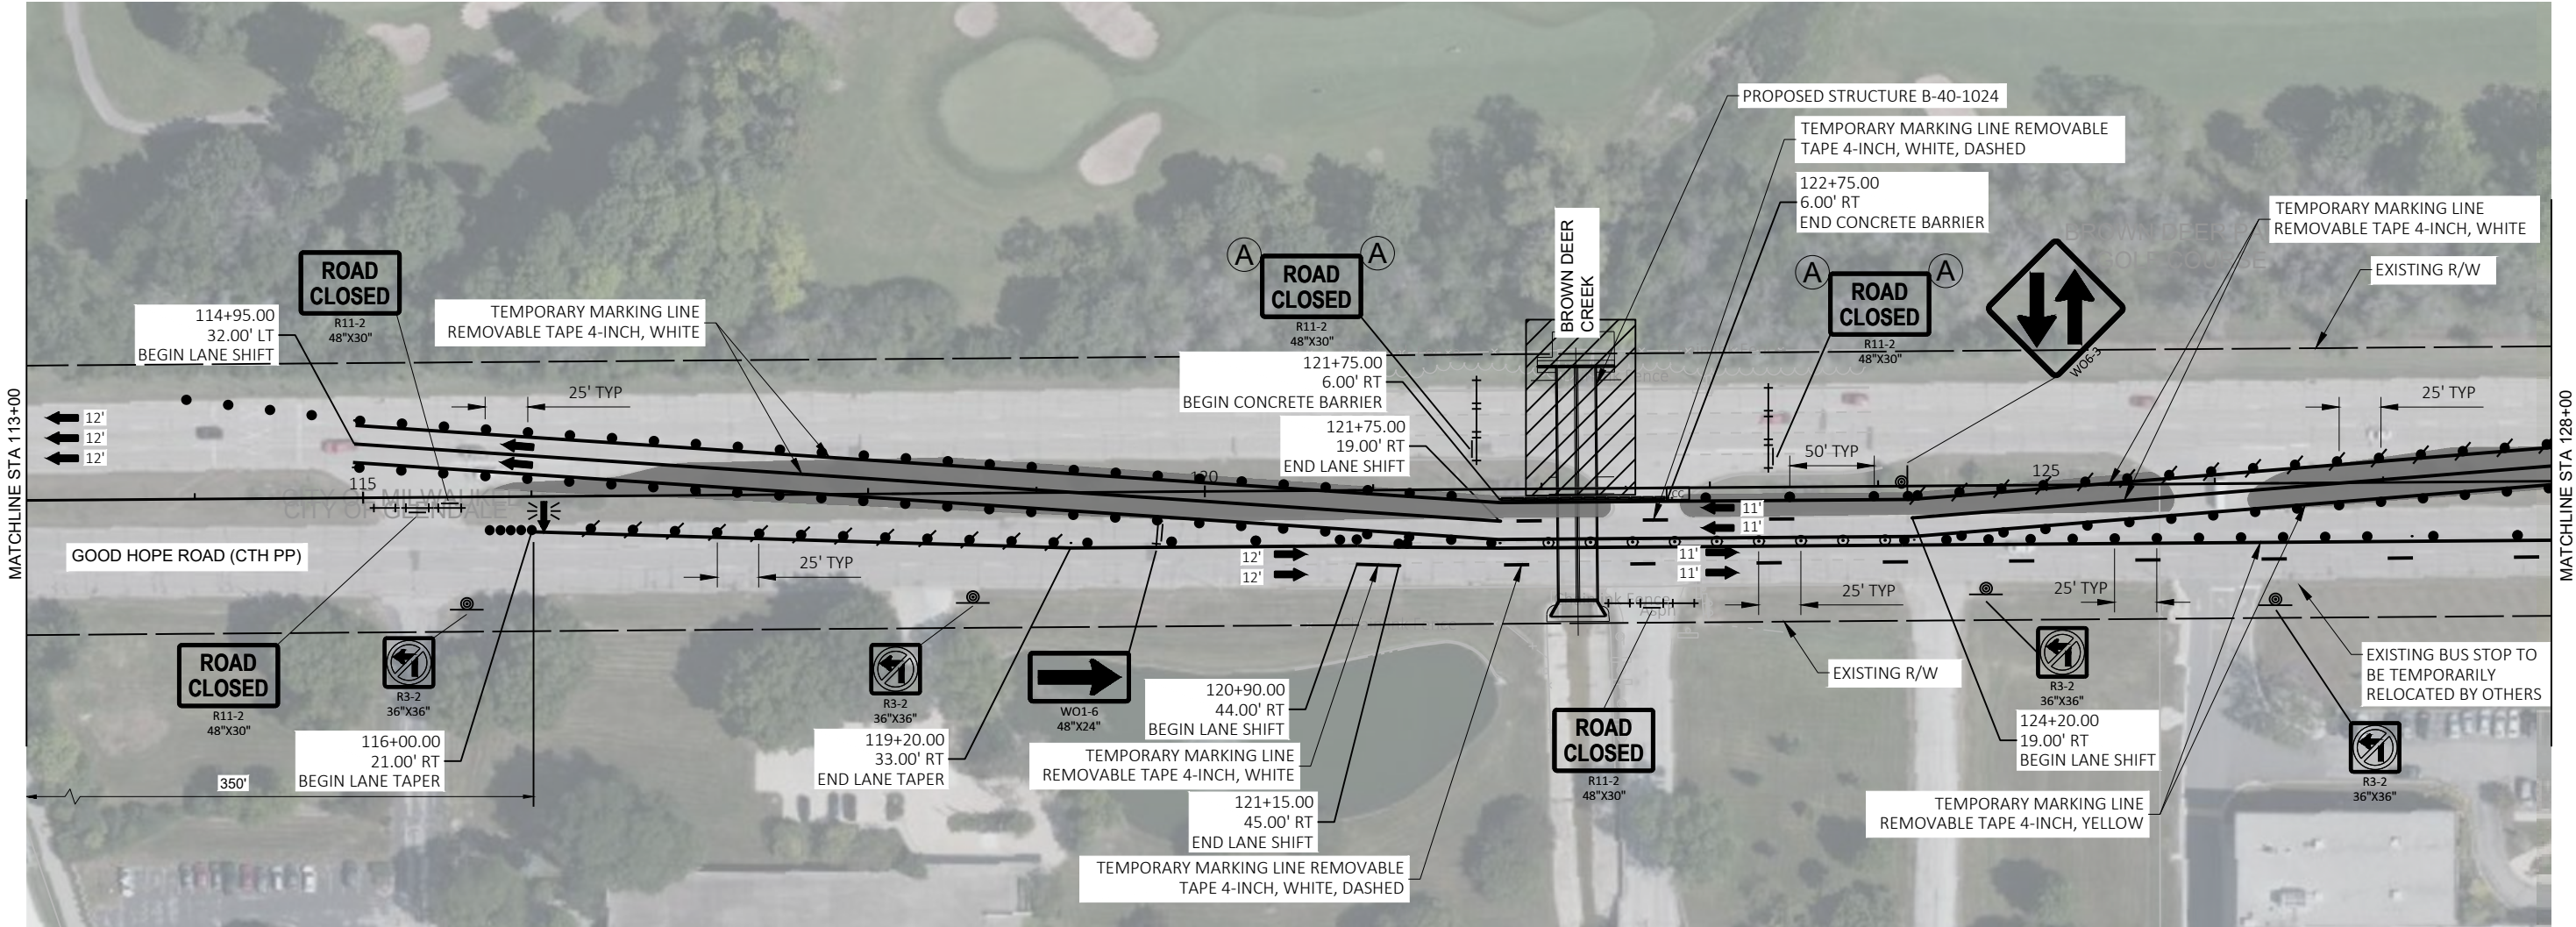 MATCHLINE STA 113+00
114+95.00
32.00' LT
BEGIN LANE SHIFT
ROAD
CLOSED
R11-2
48"X30"
TEMPORARY MARKING LINE
REMOVABLE TAPE 4-INCH, WHITE
25' TYP
12'
12'
12'
115
CITY OF MILWAUKEE
CITY OF GLENDALE
GOOD HOPE ROAD (CTH PP)
ROAD
CLOSED
R11-2
48"X30"
R3-2
36"X36"
116+00.00
21.00' RT
BEGIN LANE TAPER
350'
25' TYP
R3-2
36"X36"
119+20.00
33.00' RT
END LANE TAPER
WO1-6
48"X24"
120
A
A
ROAD
CLOSED
R11-2
48"X30"
121+75.00
6.00' RT
BEGIN CONCRETE BARRIER
121+75.00
19.00' RT
END LANE SHIFT
12'
12'
120+90.00
44.00' RT
BEGIN LANE SHIFT
TEMPORARY MARKING LINE
REMOVABLE TAPE 4-INCH, WHITE
121+15.00
45.00' RT
END LANE SHIFT
TEMPORARY MARKING LINE REMOVABLE
TAPE 4-INCH, WHITE, DASHED
BROWN DEER
CREEK
PROPOSED STRUCTURE B-40-1024
TEMPORARY MARKING LINE REMOVABLE
TAPE 4-INCH, WHITE, DASHED
122+75.00
6.00' RT
END CONCRETE BARRIER
A
A
ROAD
CLOSED
R11-2
48"X30"
50' TYP
WO6-3
11'
11'
11'
11'
25' TYP
ROAD
CLOSED
R11-2
48"X30"
EXISTING R/W
TEMPORARY MARKING LINE
REMOVABLE TAPE 4-INCH, WHITE
EXISTING R/W
25' TYP
125
25' TYP
R3-2
36"X36"
124+20.00
19.00' RT
BEGIN LANE SHIFT
TEMPORARY MARKING LINE
REMOVABLE TAPE 4-INCH, YELLOW
EXISTING BUS STOP TO
BE TEMPORARILY
RELOCATED BY OTHERS
R3-2
36"X36"
MATCHLINE STA 128+00